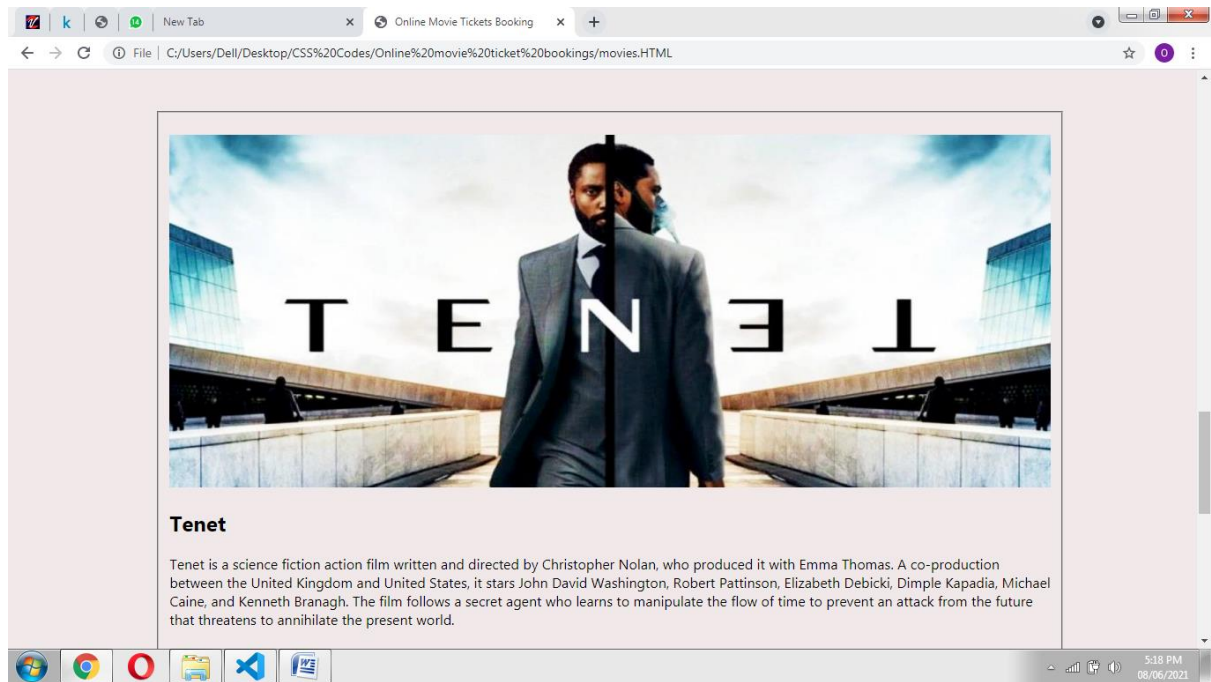 New Tab
Online Movie Tickets Booking
File
C:/Users/Dell/Desktop/CSS%20Codes/Online%20movie%20ticket%20bookings/movies.HTML
O
TENƎ⊥
Tenet
Tenet is a science fiction action film written and directed by Christopher Nolan, who produced it with Emma Thomas. A co-production
between the United Kingdom and United States, it stars John David Washington, Robert Pattinson, Elizabeth Debicki, Dimple Kapadia, Michael
Caine, and Kenneth Branagh. The film follows a secret agent who learns to manipulate the flow of time to prevent an attack from the future
that threatens to annihilate the present world.
5:18 PM
08/06/2021